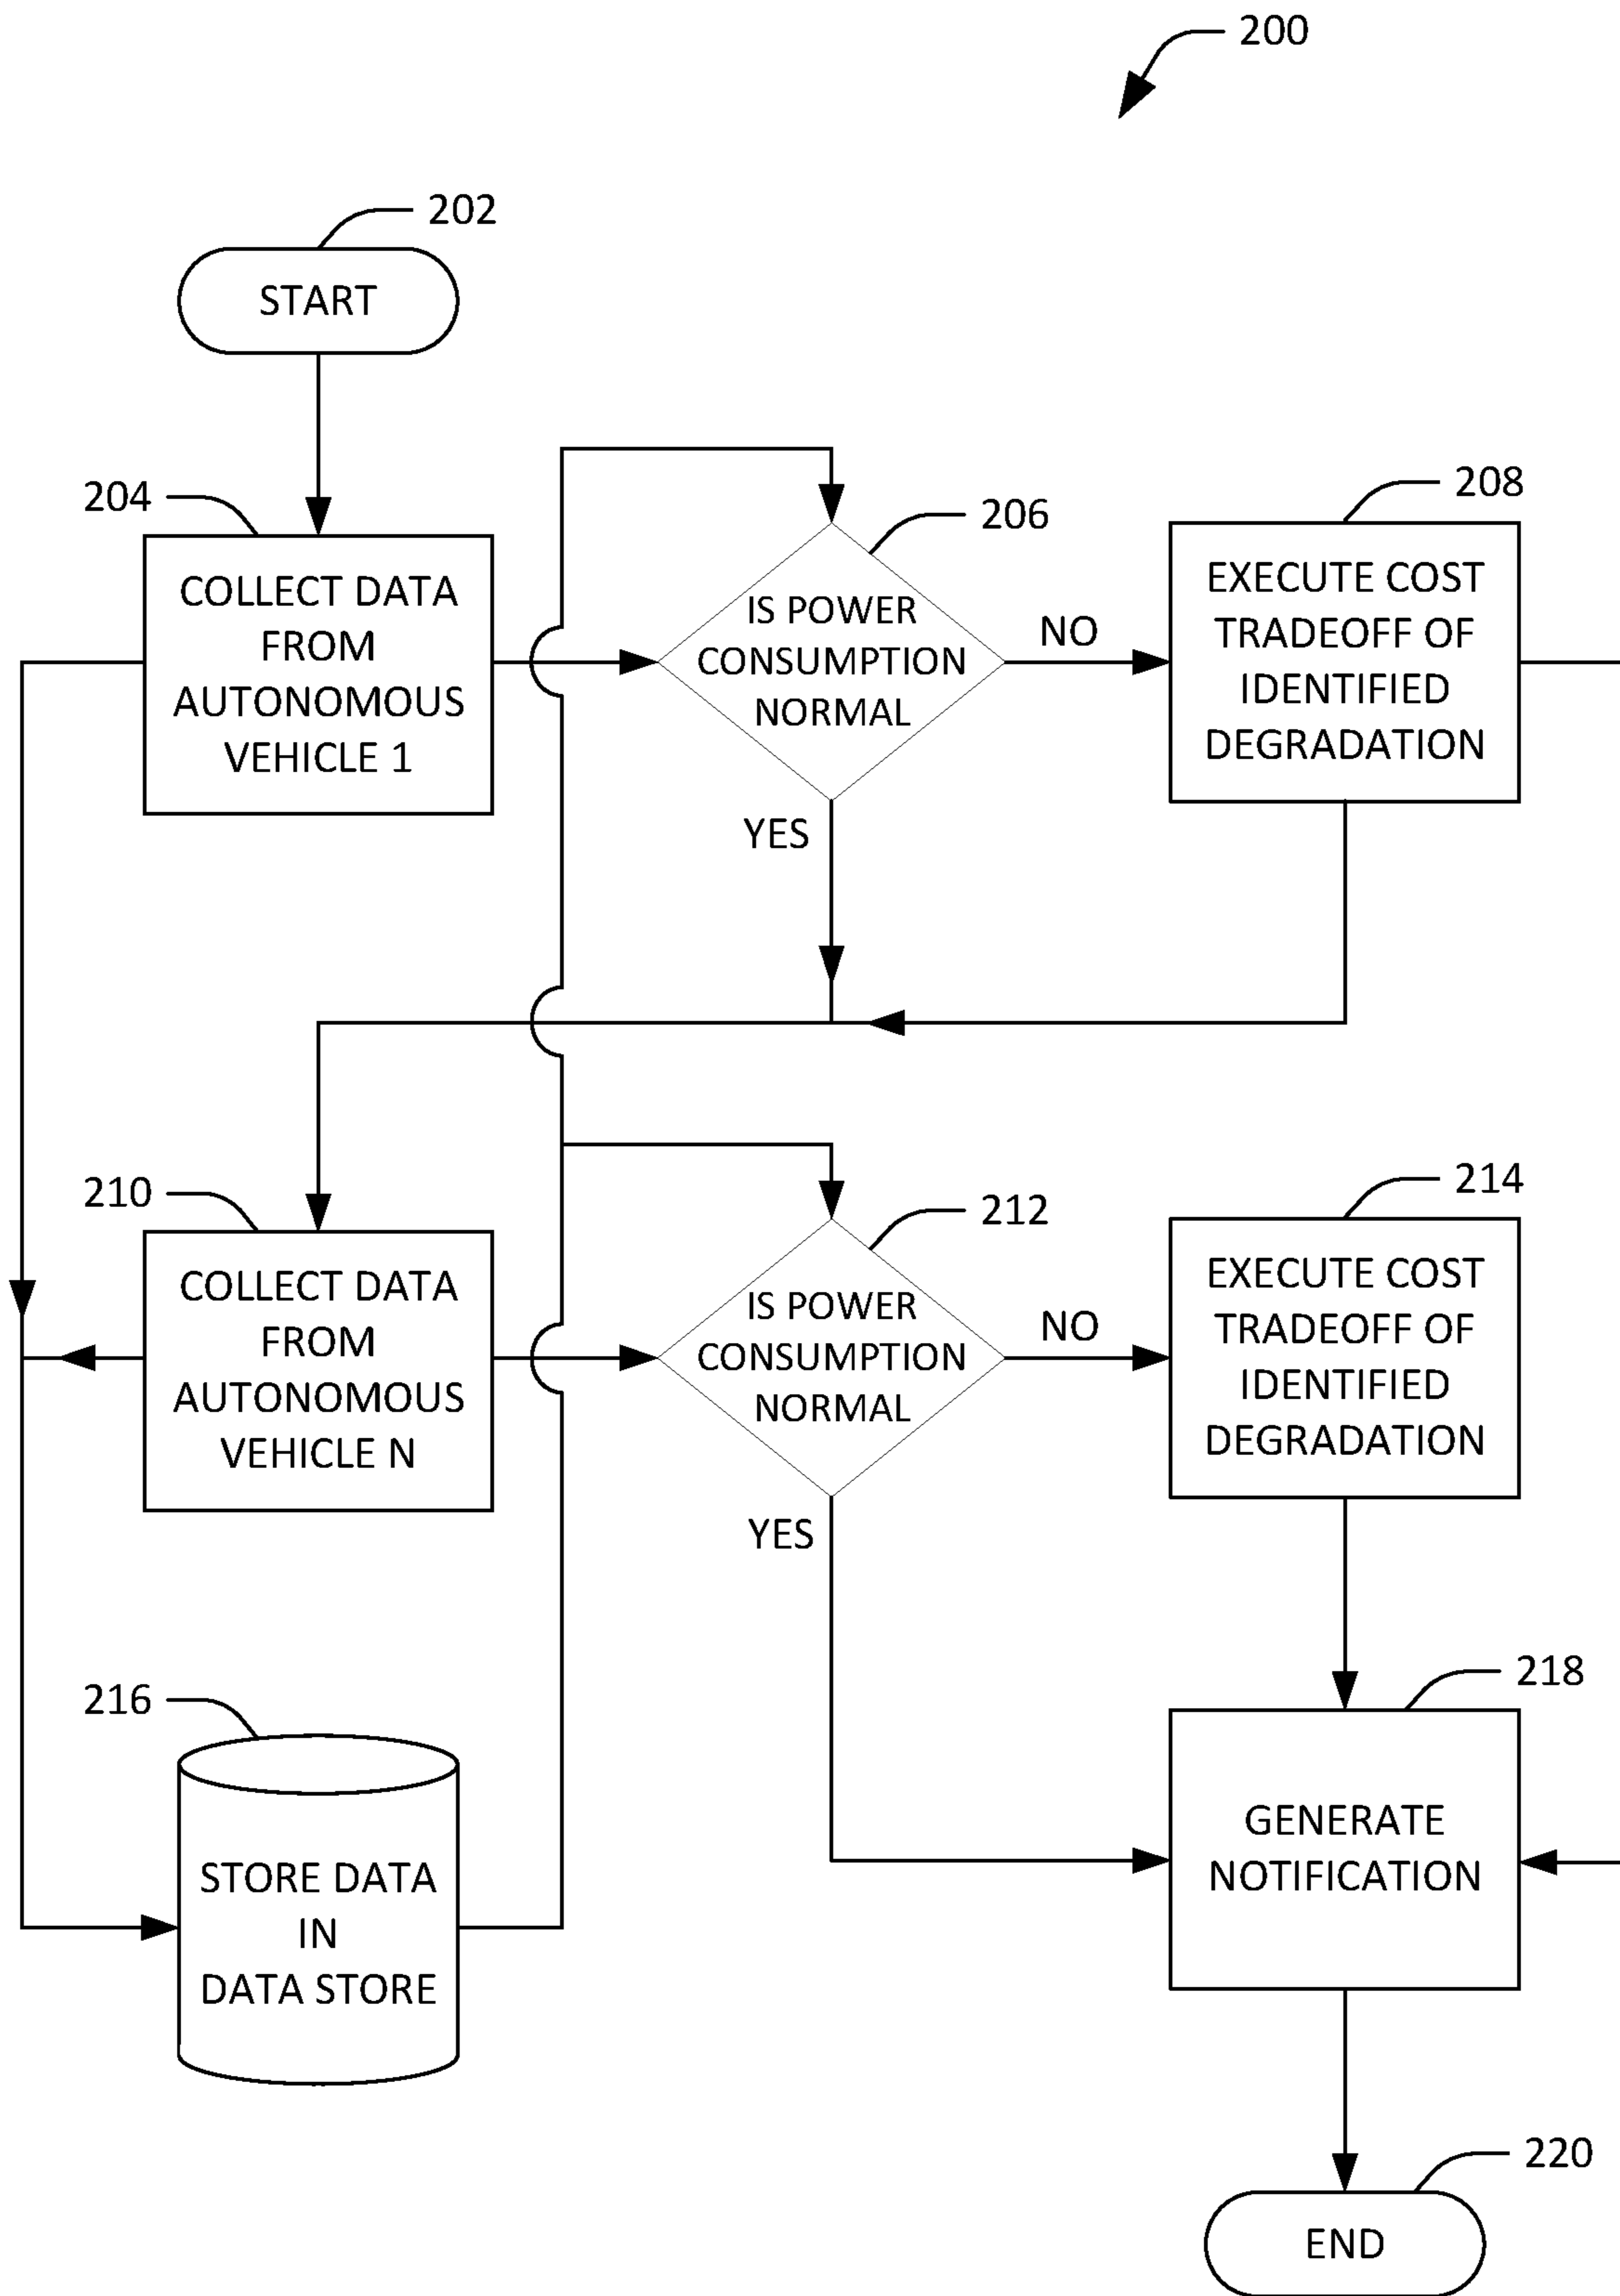 200
202
START
204
COLLECT DATA
FROM
AUTONOMOUS
VEHICLE 1
206
IS POWER
CONSUMPTION
NORMAL
NO
YES
208
EXECUTE COST
TRADEOFF OF
IDENTIFIED
DEGRADATION
210
COLLECT DATA
FROM
AUTONOMOUS
VEHICLE N
212
IS POWER
CONSUMPTION
NORMAL
NO
YES
214
EXECUTE COST
TRADEOFF OF
IDENTIFIED
DEGRADATION
216
STORE DATA
IN
DATA STORE
218
GENERATE
NOTIFICATION
220
END